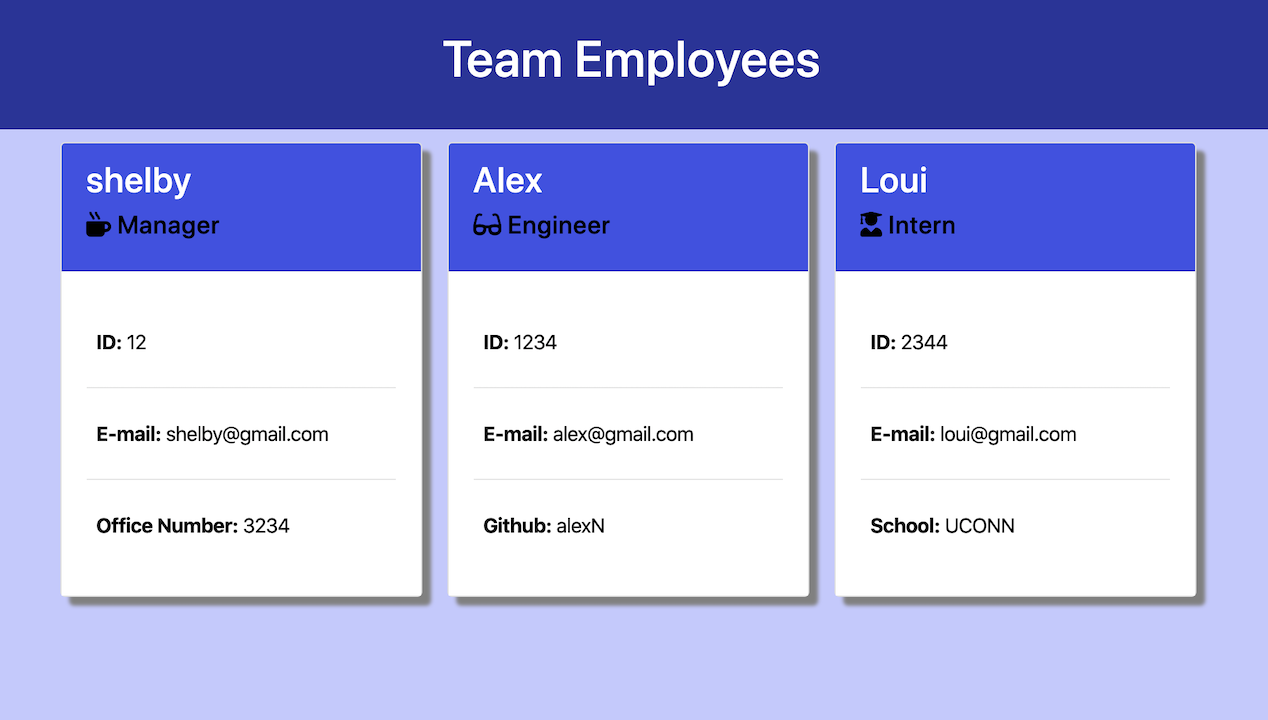 Team Employees
shelby
Manager
ID: 12
E-mail: shelby@gmail.com
Office Number: 3234
Alex
Engineer
ID: 1234
E-mail: alex@gmail.com
Github: alexN
Loui
Intern
ID: 2344
E-mail: loui@gmail.com
School: UCONN